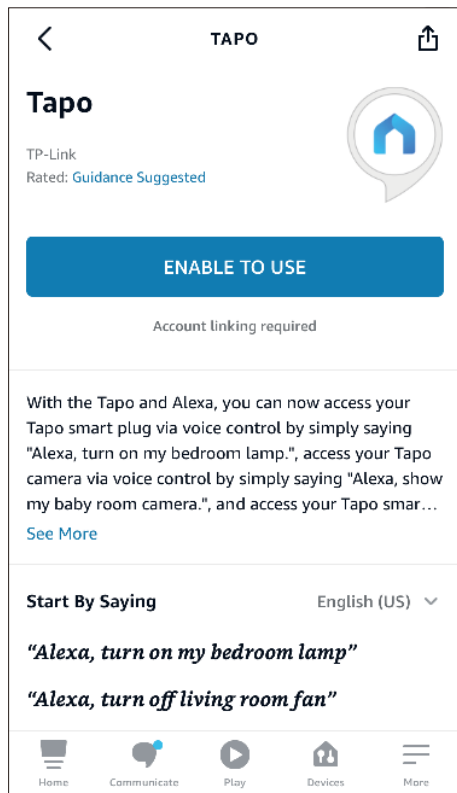 TAPO
Tapo
TP-Link
Rated: Guidance Suggested
ENABLE TO USE
Account linking required
With the Tapo and Alexa, you can now access your
Tapo smart plug via voice control by simply saying
"Alexa, turn on my bedroom lamp.", access your Tapo
camera via voice control by simply saying "Alexa, show
my baby room camera.", and access your Tapo smar...
See More
Start By Saying English (US)
“Alexa, turn on my bedroom lamp”
“Alexa, turn off living room fan”
Home Communicate Play Devices More